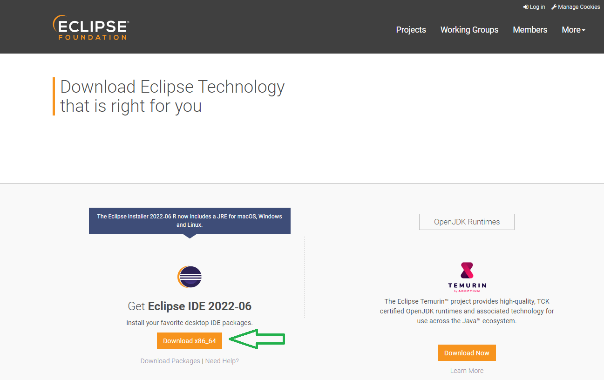 Log in Manage Cookies
ECLIPSE
FOUNDATION
Projects Working Groups Members More
Download Eclipse Technology
that is right for you
The Eclipse Installer 2022-06 R now includes a JRE for macOS, Windows
and Linux.
Get Eclipse IDE 2022-06
Install your favorite desktop IDE packages.
Download x86_64
Download Packages | Need Help?
OpenJDK Runtimes
TEMURIN
BY ADOPTIUM
The Eclipse Temurin™ project provides high-quality, TCK
certified OpenJDK runtimes and associated technology for
use across the Java™ ecosystem.
Download Now
Learn More